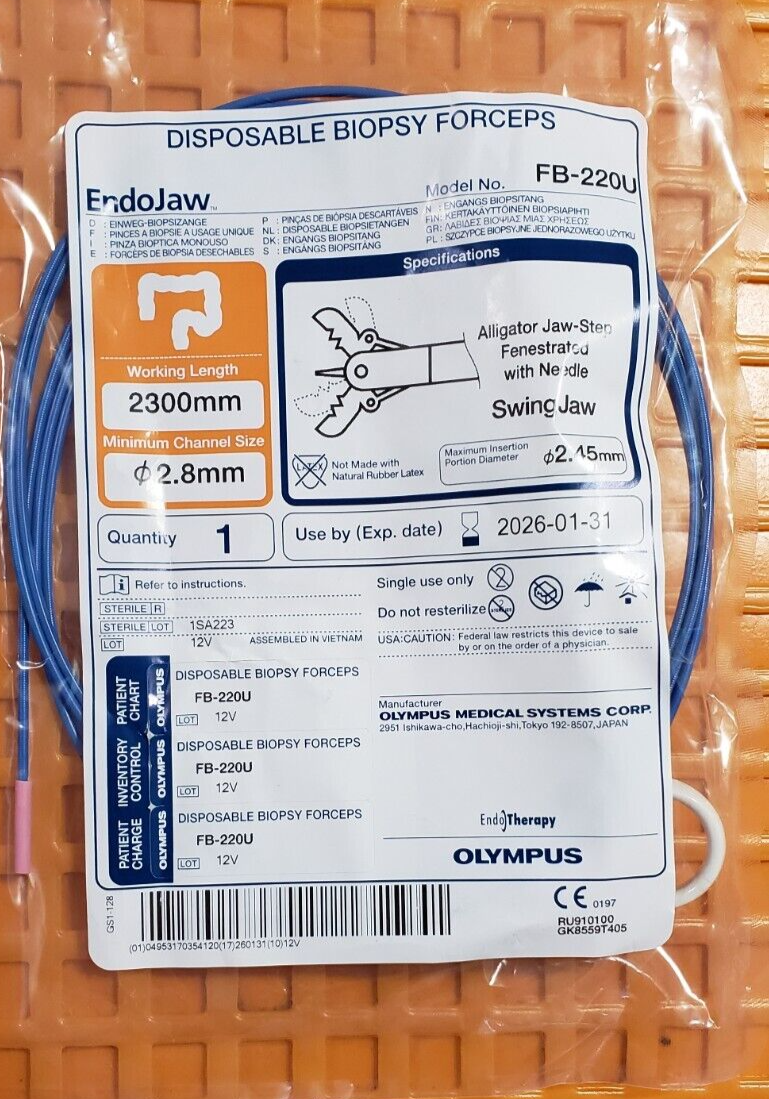 DISPOSABLE BIOPSY FORCEPS
EndoJaw™
Model No. FB-220U
D : EINWEG-BIOPSIZANGE
F : PINCES A BIOPSIE A USAGE UNIQUE
I : PINZA BIOPTICA MONOUSO
E : FORCEPS DE BIOPSIA DESECHABLES
P : PINÇAS DE BIÓPSIA DESCARTÁVEIS
NL : DISPOSABLE BIOPSIETANGEN
DK : ENGANGS BIOPSITANG
S : ENGÅNGS BIOPSITÅNG
N : ENGANGS BIOPSITANG
FIN: KERTAKÄYTTÖINEN BIOPSIAPIHTI
GR: ΛΑΒΙΔΕΣ ΒΙΟΨΙΑΣ ΜΙΑΣ ΧΡΗΣΕΩΣ
PL : SZCZYPCE BIOPSYJNE JEDNORAZOWEGO UŻYTKU
Working Length
2300mm
Minimum Channel Size
ϕ2.8mm
Specifications
Alligator Jaw-Step
Fenestrated
with Needle
SwingJaw
LATEX
Not Made with
Natural Rubber Latex
Maximum Insertion
Portion Diameter
ϕ2.45mm
Quantity 1
Use by (Exp. date) 2026-01-31
Refer to instructions.
STERILE R
STERILE LOT 1SA223
LOT 12V ASSEMBLED IN VIETNAM
Single use only 2
Do not resterilize
USA:CAUTION: Federal law restricts this device to sale
by or on the order of a physician.
PATIENT
CHART
OLYMPUS
DISPOSABLE BIOPSY FORCEPS
FB-220U
LOT 12V
INVENTORY
CONTROL
OLYMPUS
DISPOSABLE BIOPSY FORCEPS
FB-220U
LOT 12V
PATIENT
CHARGE
OLYMPUS
DISPOSABLE BIOPSY FORCEPS
FB-220U
LOT 12V
Manufacturer
OLYMPUS MEDICAL SYSTEMS CORP.
2951 Ishikawa-cho,Hachioji-shi,Tokyo 192-8507,JAPAN
EndoTherapy
OLYMPUS
GS1-128
(01)04953170354120(17)260131(10)12V
CE 0197
RU910100
GK8559T405